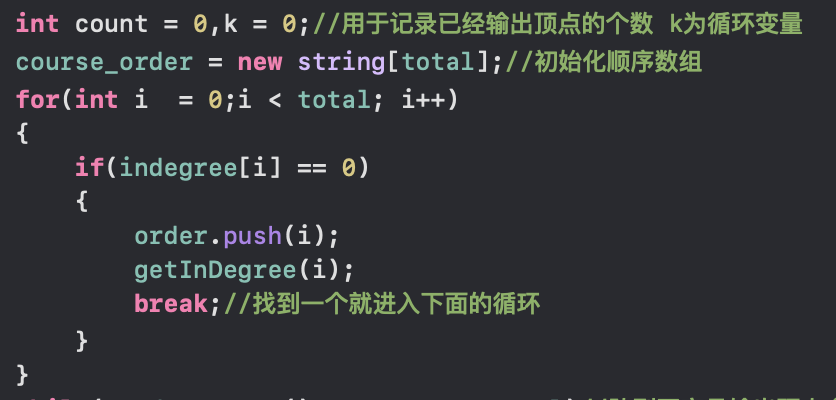 int count = 0,k = 0;//用于记录已经输出顶点的个数 k为循环变量
course_order = new string[total];//初始化顺序数组
for(int i  = 0;i < total; i++)
{
    if(indegree[i] == 0)
    {
        order.push(i);
        getInDegree(i);
        break;//找到一个就进入下面的循环
    }
}